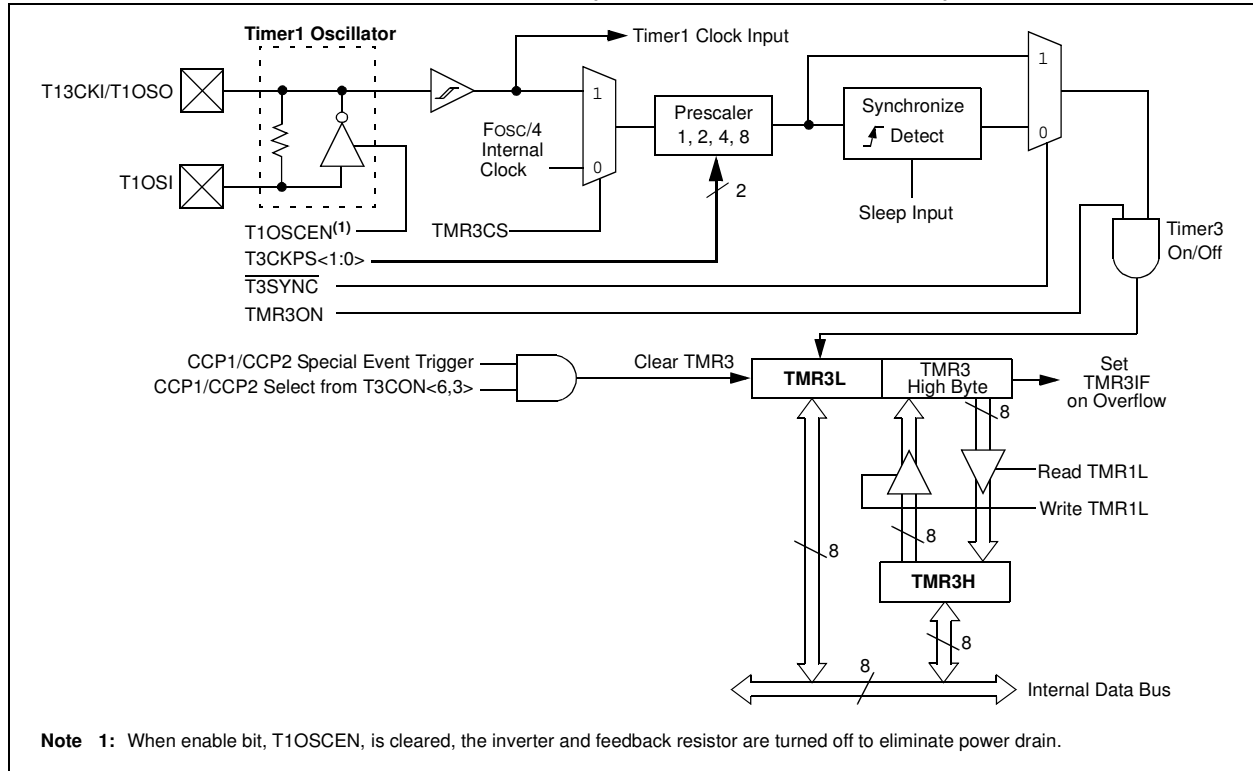 Timer1 Oscillator
Timer1 Clock Input
T13CKI/T1OSO
T1OSI
FOSC/4
Internal
Clock
1
0
Prescaler
1, 2, 4, 8
2
Synchronize
Detect
Sleep Input
1
0
T1OSCEN(1)
TMR3CS
T3CKPS<1:0>
T3SYNC
TMR3ON
Timer3
On/Off
CCP1/CCP2 Special Event Trigger
CCP1/CCP2 Select from T3CON<6,3>
Clear TMR3
TMR3L
TMR3
High Byte
Set
TMR3IF
on Overflow
8
Read TMR1L
Write TMR1L
8
8
TMR3H
8
8
Internal Data Bus
Note 1: When enable bit, T1OSCEN, is cleared, the inverter and feedback resistor are turned off to eliminate power drain.